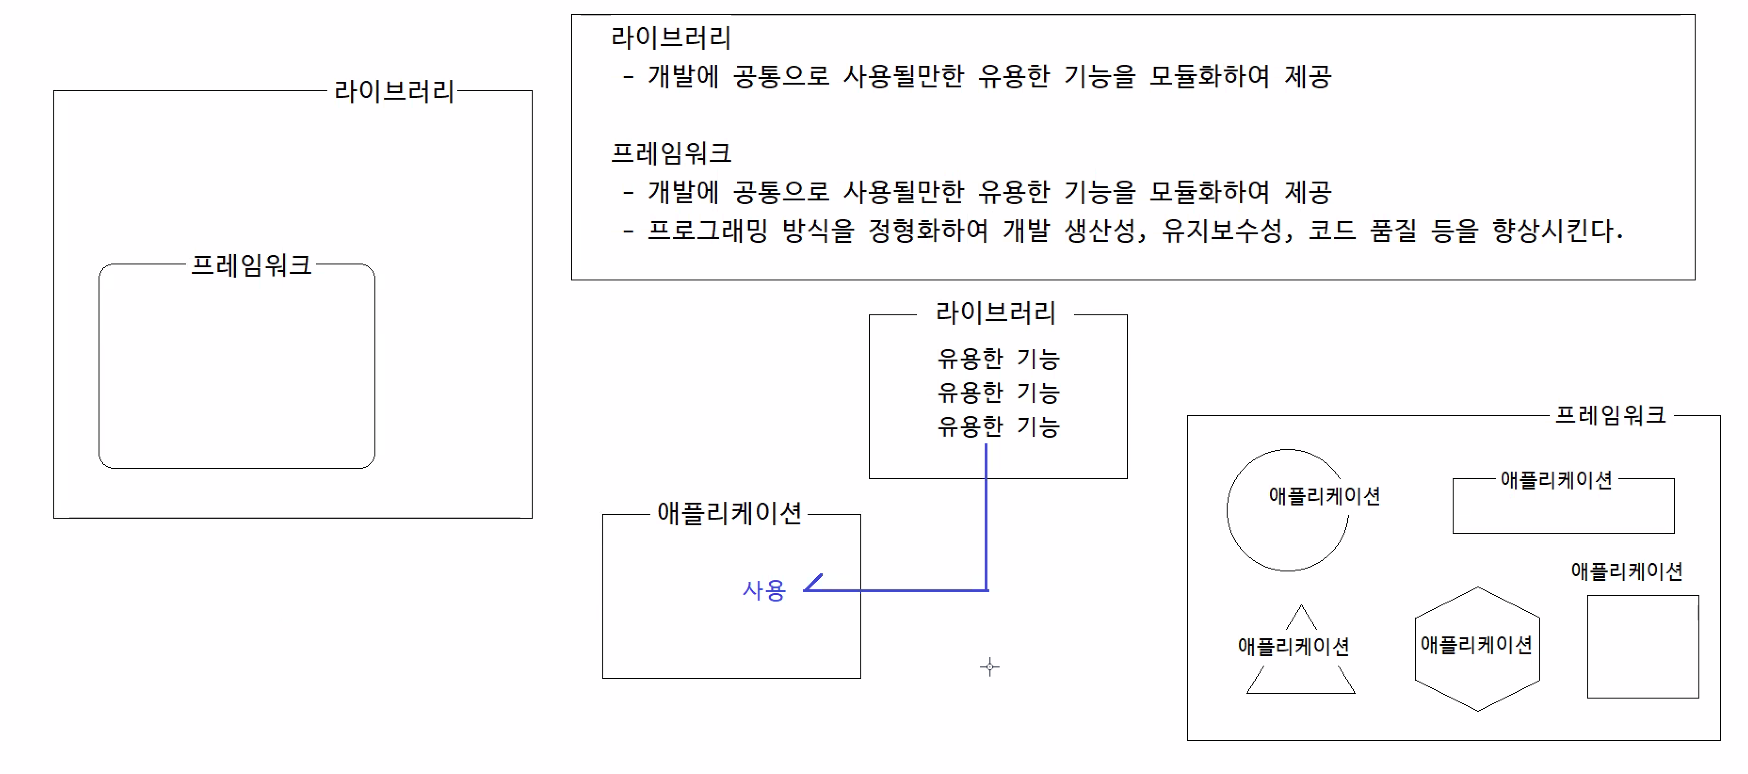 라이브러리
프레임워크
라이브러리
- 개발에 공통으로 사용될만한 유용한 기능을 모듈화하여 제공
프레임워크
- 개발에 공통으로 사용될만한 유용한 기능을 모듈화하여 제공
- 프로그래밍 방식을 정형화하여 개발 생산성, 유지보수성, 코드 품질 등을 향상시킨다.
라이브러리
유용한 기능
유용한 기능
유용한 기능
애플리케이션
사용
프레임워크
애플리케이션
애플리케이션
애플리케이션
애플리케이션
애플리케이션